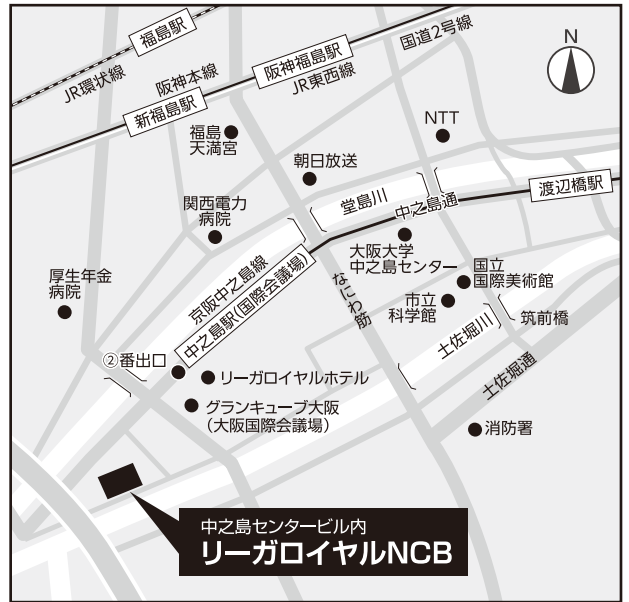 福島駅
JR環状線
阪神本線
新福島駅
阪神福島駅
JR東西線
国道2号線
N
福島
天満宮
NTT
朝日放送
堂島川
中之島通
渡辺橋駅
関西電力
病院
大阪大学
中之島センター
国立
国際美術館
市立
科学館
筑前橋
厚生年金
病院
京阪中之島線
中之島駅(国際会議場)
なにわ筋
土佐堀川
土佐堀通
②番出口
リーガロイヤルホテル
グランキューブ大阪
(大阪国際会議場)
消防署
中之島センタービル内
リーガロイヤルNCB